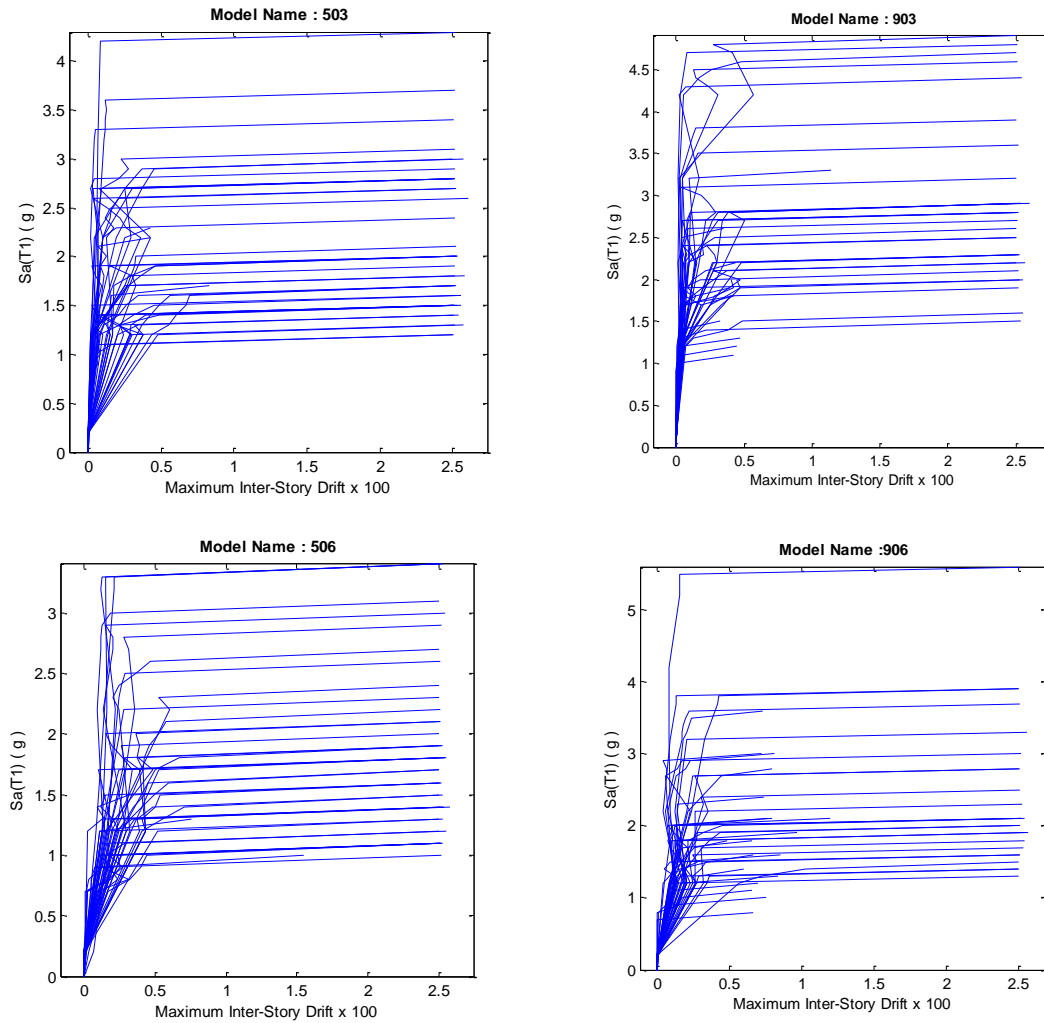 Model Name : 503
4
3.5
3
2.5
2
1.5
1
0.5
0
Sa(T1) ( g )
0 0.5 1 1.5 2 2.5
Maximum Inter-Story Drift x 100
Model Name : 903
4.5
4
3.5
3
2.5
2
1.5
1
0.5
0
Sa(T1) ( g )
0 0.5 1 1.5 2 2.5
Maximum Inter-Story Drift x 100
Model Name : 506
3
2.5
2
1.5
1
0.5
0
Sa(T1) ( g )
0 0.5 1 1.5 2 2.5
Maximum Inter-Story Drift x 100
Model Name :906
5
4
3
2
1
0
Sa(T1) ( g )
0 0.5 1 1.5 2 2.5
Maximum Inter-Story Drift x 100